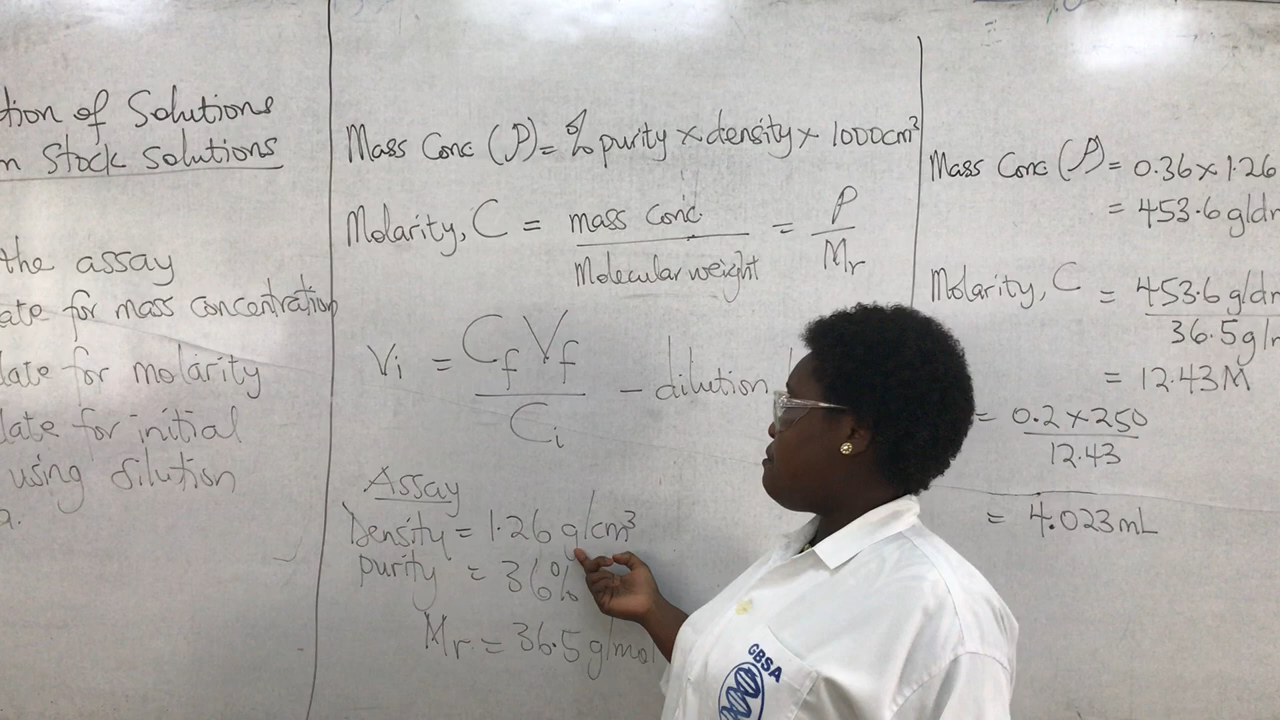 tion of Solutions
n Stock Solutions
the assay
ate for mass concentration
late for molarity
late for initial
using dilution
Mass Conc (ρ) = % purity × density × 1000cm³
Molarity, C = mass conc. / Molecular weight = ρ / Mr
Vi = CfVf / Ci - dilution
Assay
Density = 1.26 g/cm³
purity = 36%
Mr = 36.5 g/mol
Mass Conc (ρ) = 0.36 × 1.26
= 453.6 g/dm
Molarity, C = 453.6 g/dm / 36.5 g/m
= 12.43M
= 0.2 × 250 / 12.43
= 4.023mL
GBSA